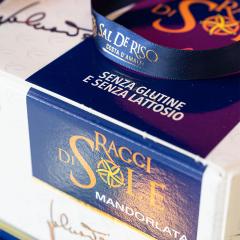 SAL DE RISO
COSTA D'AMALFI
SENZA GLUTINE
E SENZA LATTOSIO
RAGGI
DI SOLE
MANDORLATA